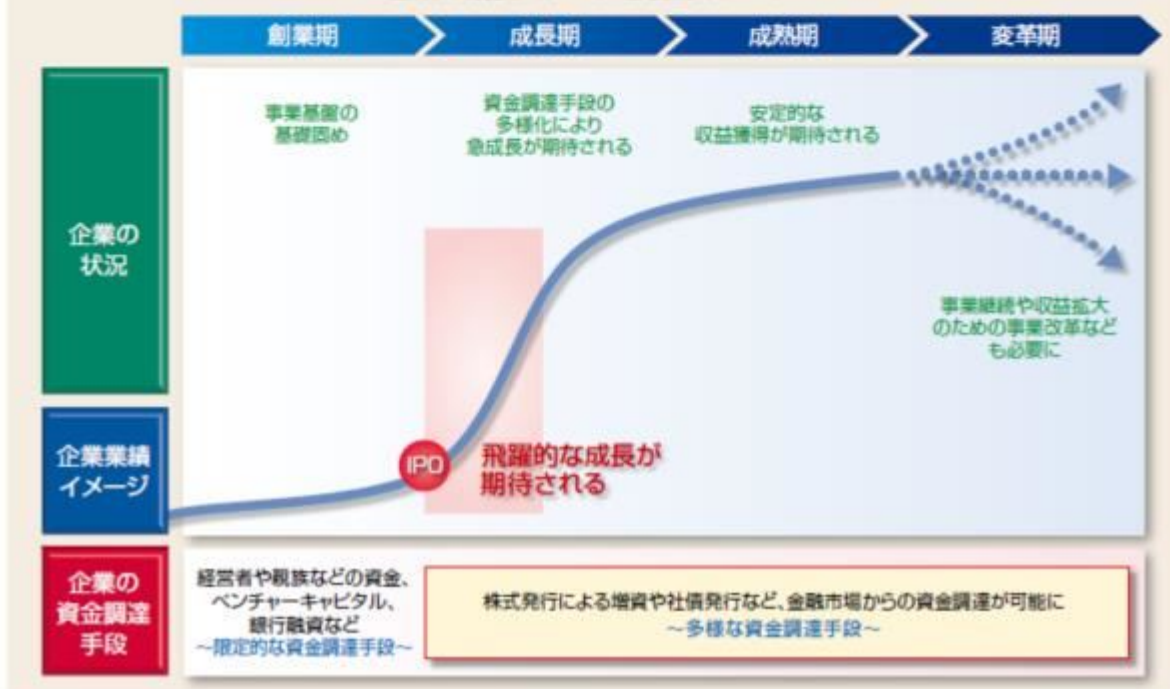 創業期
成長期
成熟期
変革期
企業の
状況
事業基盤の
基礎固め
資金調達手段の
多様化により
急成長が期待される
安定的な
収益獲得が期待される
事業継続や収益拡大
のための事業改革など
も必要に
企業業績
イメージ
IPO
飛躍的な成長が
期待される
企業の
資金調達
手段
経営者や親族などの資金、
ベンチャーキャピタル、
銀行融資など
～限定的な資金調達手段～
株式発行による増資や社債発行など、金融市場からの資金調達が可能に
～多様な資金調達手段～